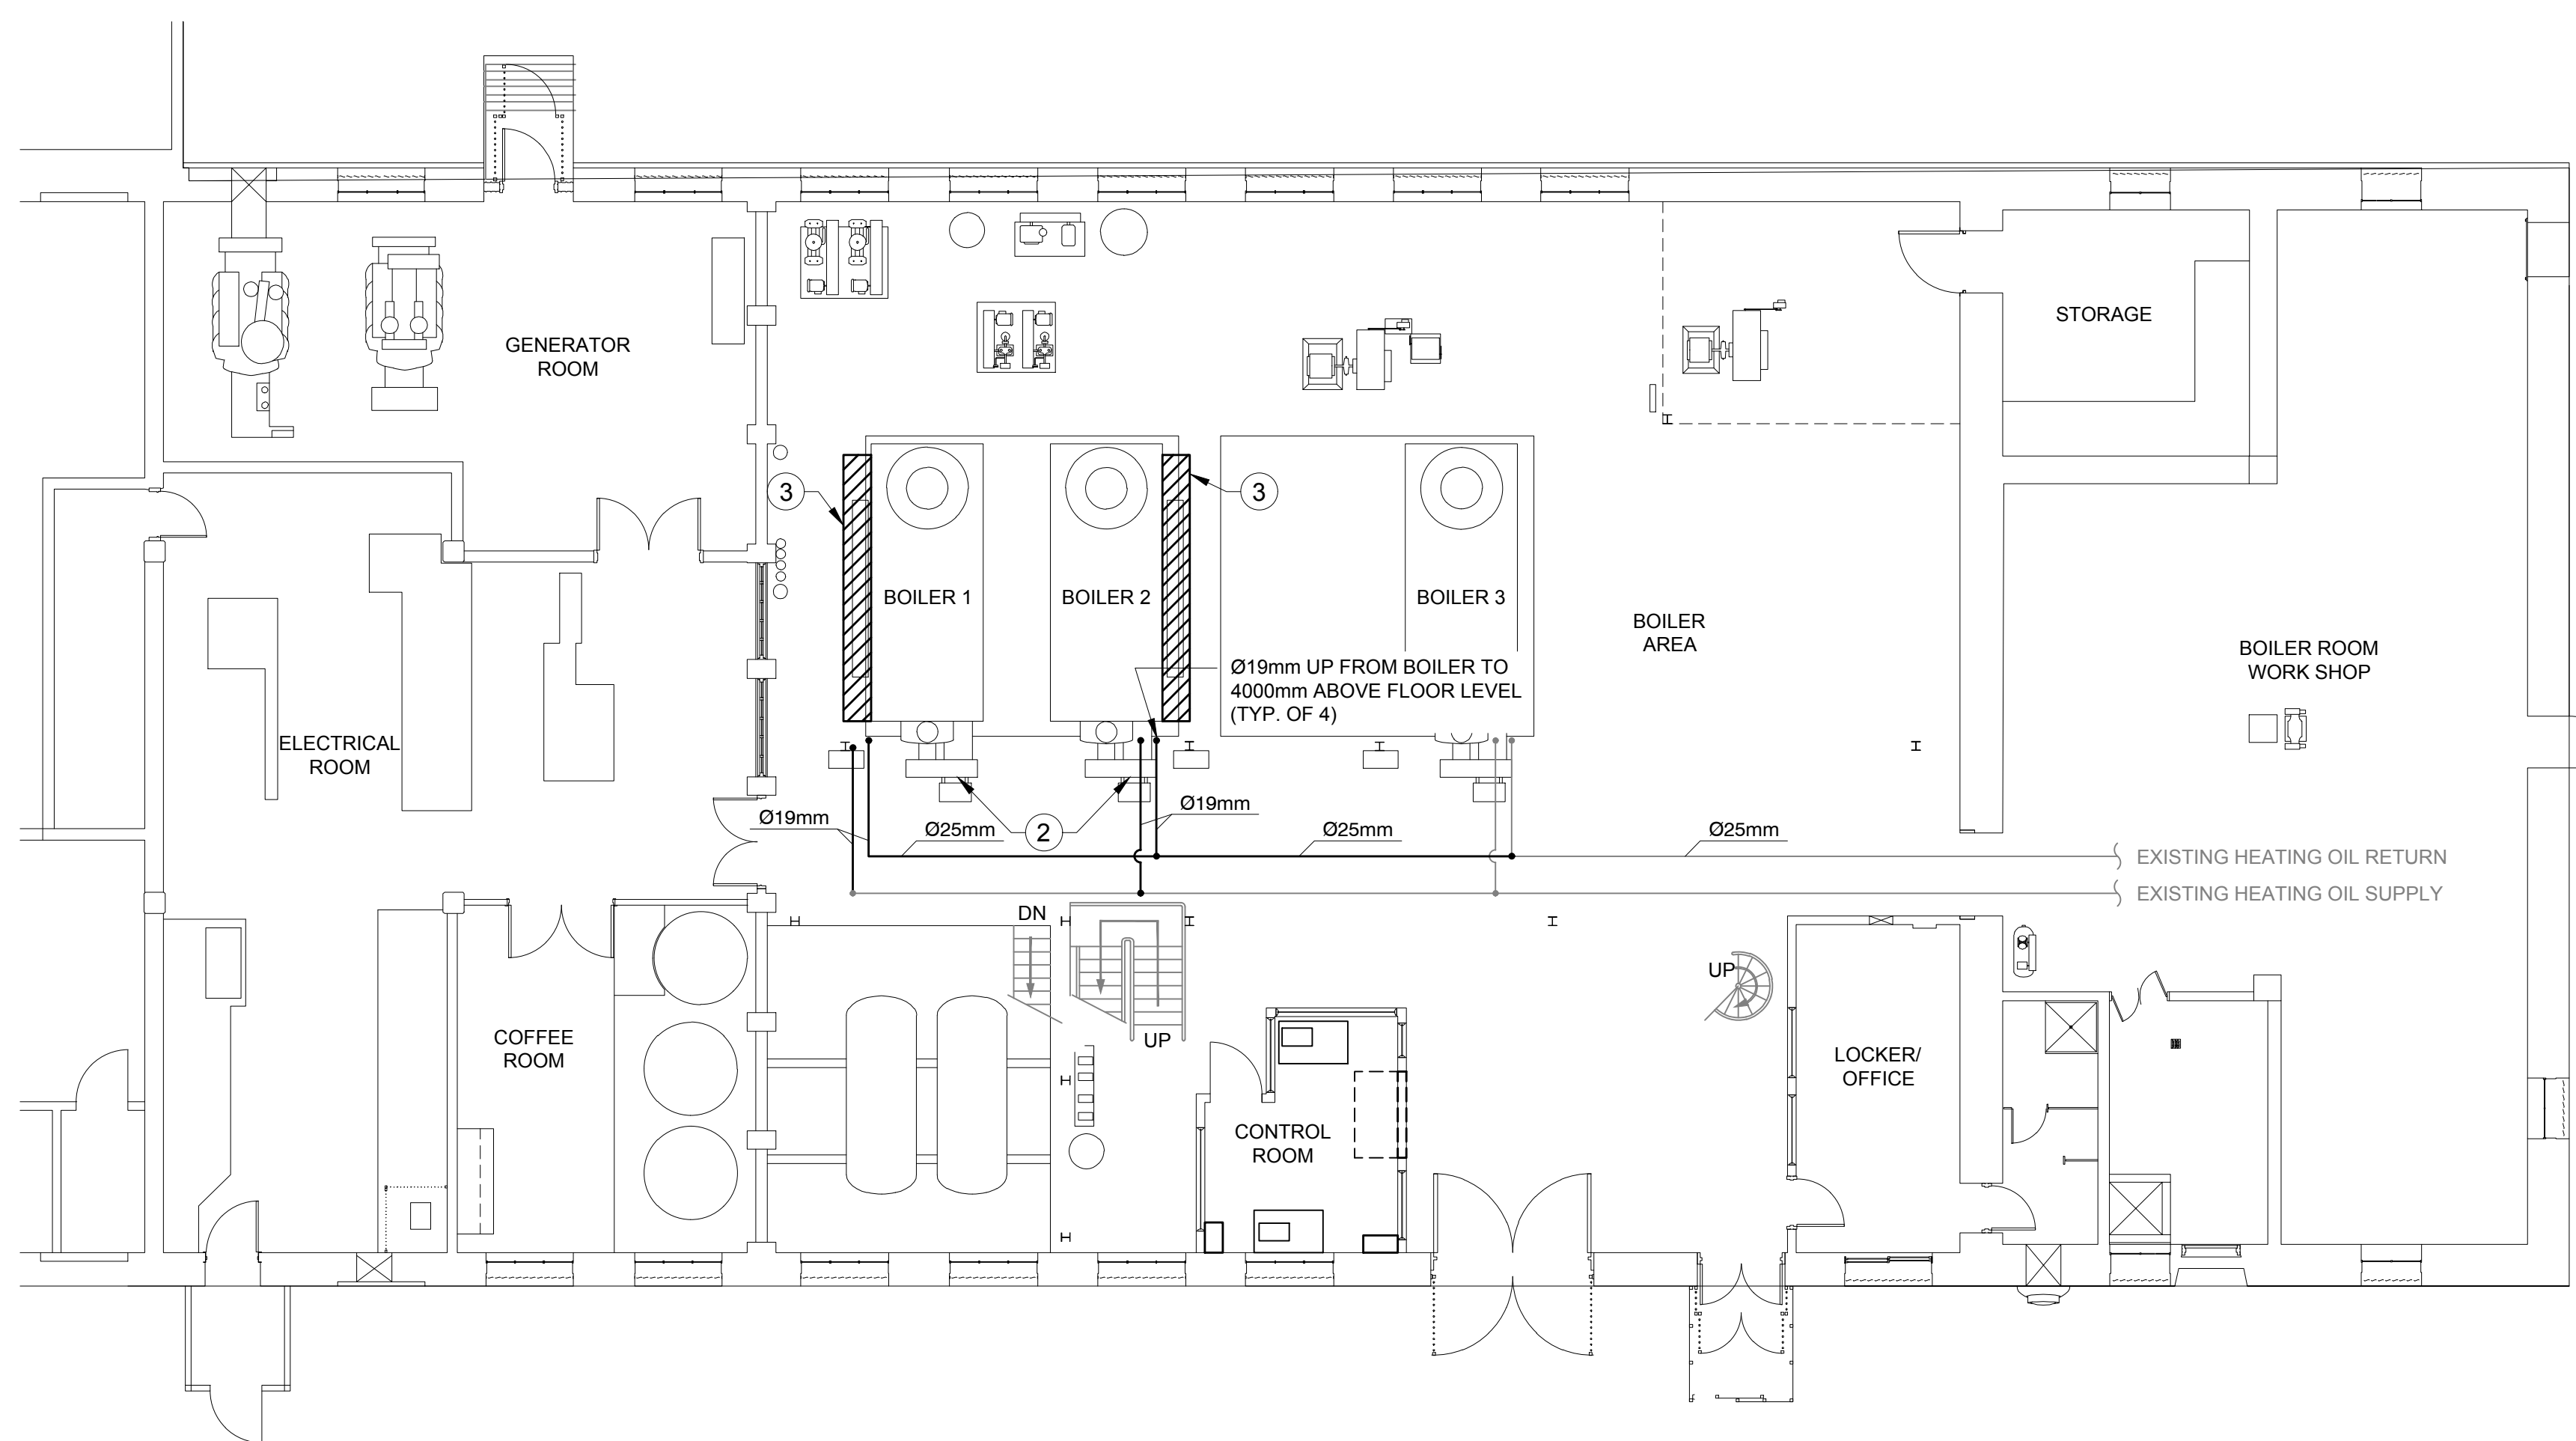 GENERATOR
ROOM
STORAGE
3
3
BOILER 1
BOILER 2
BOILER 3
BOILER
AREA
BOILER ROOM
WORK SHOP
Ø19mm UP FROM BOILER TO
4000mm ABOVE FLOOR LEVEL
(TYP. OF 4)
ELECTRICAL
ROOM
Ø19mm
Ø25mm
2
Ø19mm
Ø25mm
Ø25mm
EXISTING HEATING OIL RETURN
EXISTING HEATING OIL SUPPLY
DN
UP
UP
COFFEE
ROOM
CONTROL
ROOM
LOCKER/
OFFICE